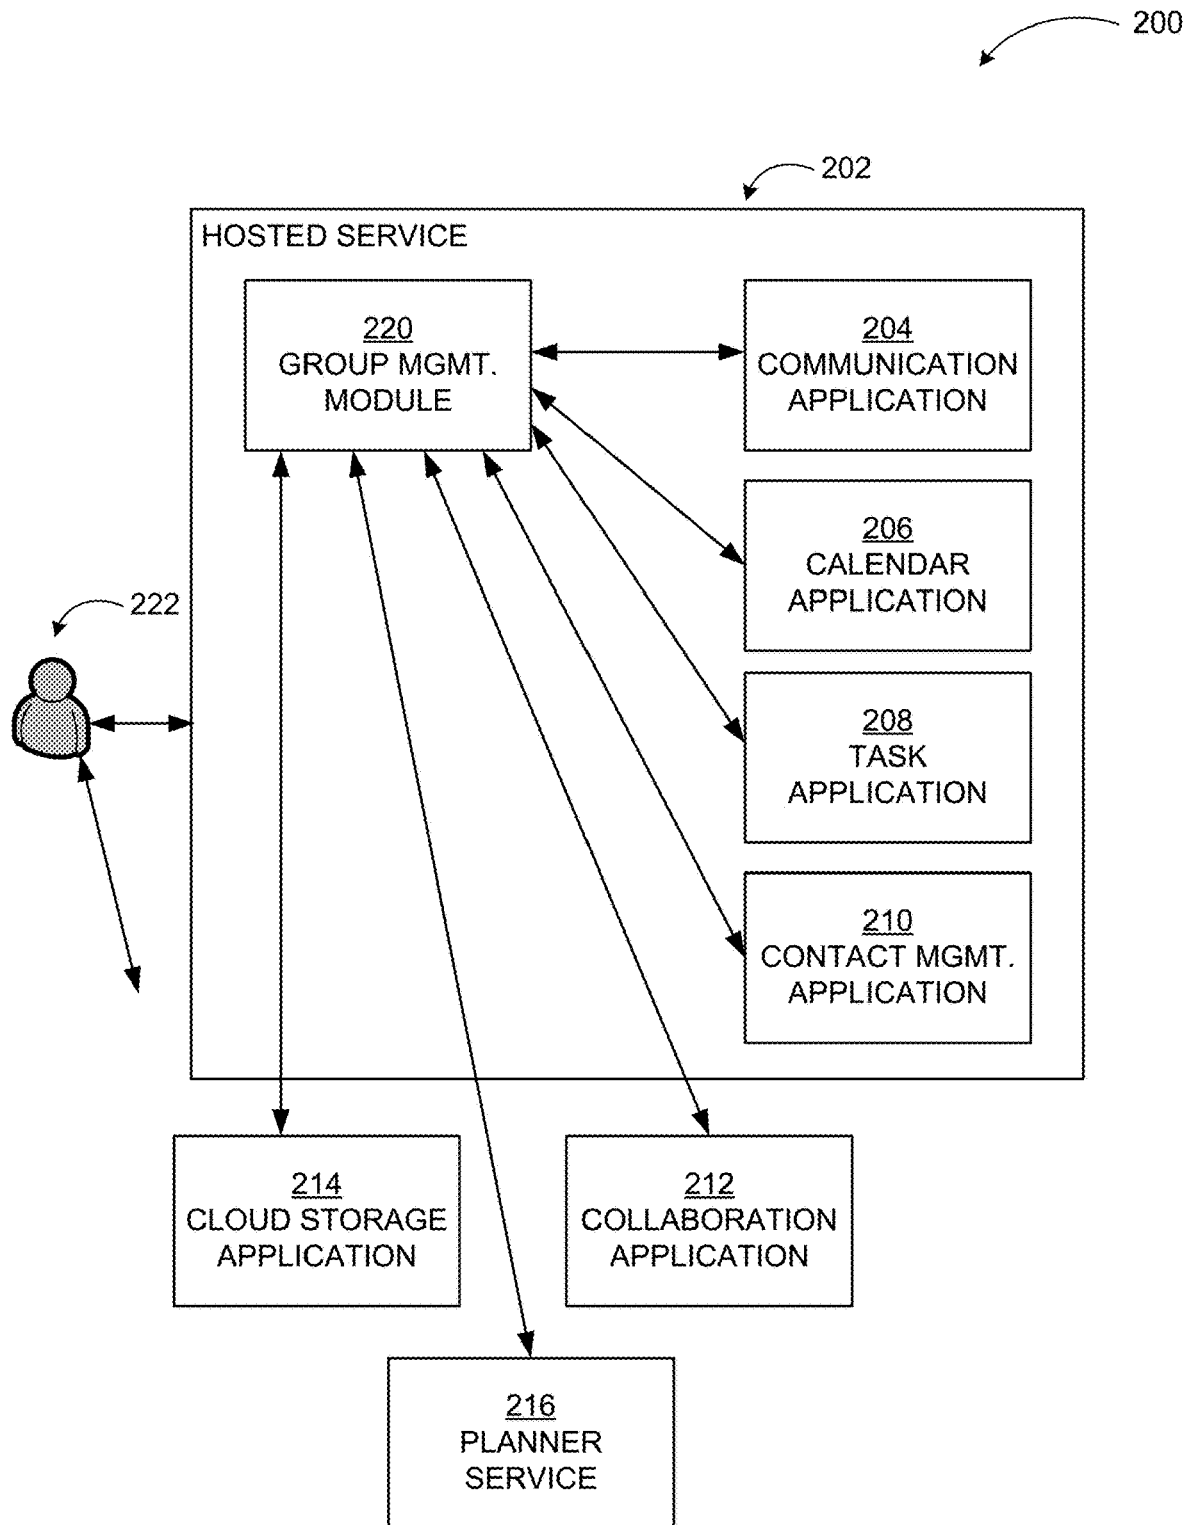 200
202
HOSTED SERVICE
220
GROUP MGMT.
MODULE
204
COMMUNICATION
APPLICATION
206
CALENDAR
APPLICATION
222
208
TASK
APPLICATION
210
CONTACT MGMT.
APPLICATION
214
CLOUD STORAGE
APPLICATION
212
COLLABORATION
APPLICATION
216
PLANNER
SERVICE